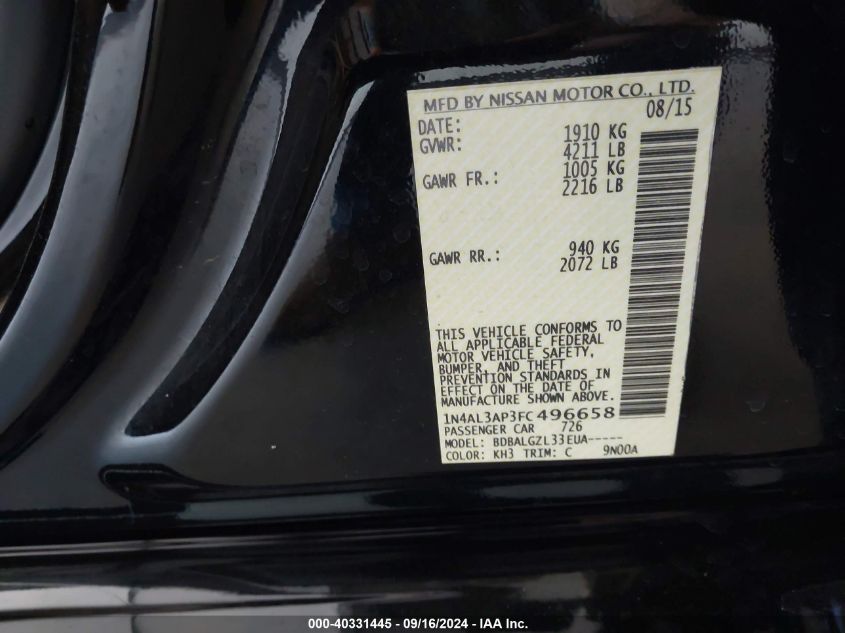 MFD BY NISSAN MOTOR CO., LTD.
DATE: 08/15
GVWR: 1910 KG
4211 LB
GAWR FR.: 1005 KG
2216 LB
GAWR RR.: 940 KG
2072 LB
THIS VEHICLE CONFORMS TO
ALL APPLICABLE FEDERAL
MOTOR VEHICLE SAFETY,
BUMPER, AND THEFT
PREVENTION STANDARDS IN
EFFECT ON THE DATE OF
MANUFACTURE SHOWN ABOVE.
1N4AL3AP3FC496658
PASSENGER CAR 726
MODEL: BDBALGZL33EUA-----
COLOR: KH3 TRIM: C 9N00A
000-40331445 - 09/16/2024 - IAA Inc.